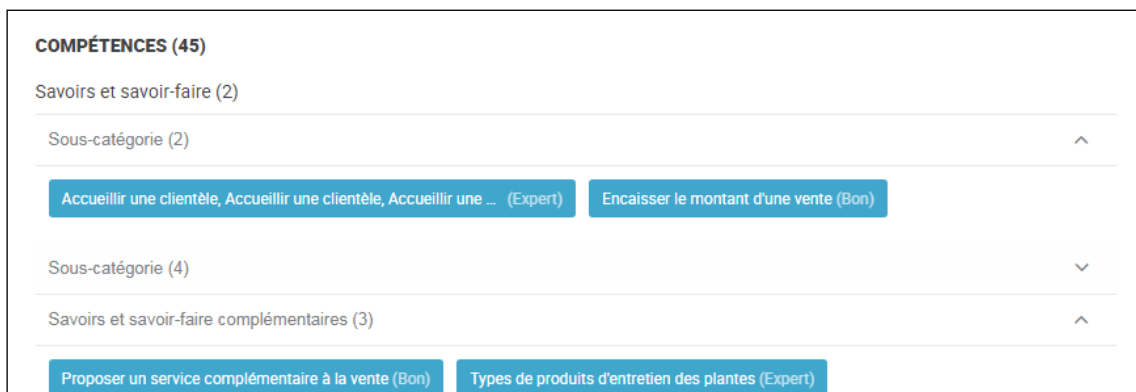 COMPÉTENCES (45)
Savoirs et savoir-faire (2)
Sous-catégorie (2)
Accueillir une clientèle, Accueillir une clientèle, Accueillir une ... (Expert) Encaisser le montant d'une vente (Bon)
Sous-catégorie (4)
Savoirs et savoir-faire complémentaires (3)
Proposer un service complémentaire à la vente (Bon) Types de produits d'entretien des plantes (Expert)